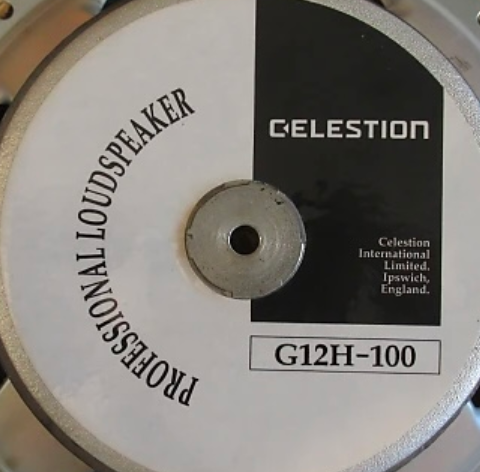 PROFESSIONAL LOUDSPEAKER
CELESTION
Celestion
International
Limited.
Ipswich,
England.
G12H-100